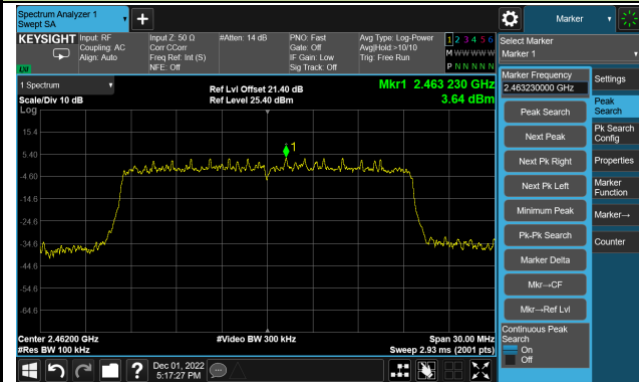 Spectrum Analyzer 1
Swept SA
Marker
KEYSIGHT
Input: RF
Coupling: AC
Align: Auto
Input Z: 50 Ω
Corr CCorr
Freq Ref: Int (S)
NFE: Off
#Atten: 14 dB
PNO: Fast
Gate: Off
IF Gain: Low
Sig Track: Off
Avg Type: Log-Power
Avg|Hold:>10/10
Trig: Free Run
1 2 3 4 5 6
M W W W W W
P N N N N N
Select Marker
Marker 1
1 Spectrum
Scale/Div 10 dB
Log
Ref Lvl Offset 21.40 dB
Ref Level 25.40 dBm
Mkr1 2.463 230 GHz
3.64 dBm
15.4
5.40
-4.60
-14.6
-24.6
-34.6
-44.6
-54.6
-64.6
1
Center 2.46200 GHz
#Res BW 100 kHz
#Video BW 300 kHz
Span 30.00 MHz
Sweep 2.93 ms (2001 pts)
Marker Frequency
2.463230000 GHz
Peak Search
Next Peak
Next Pk Right
Next Pk Left
Minimum Peak
Pk-Pk Search
Marker Delta
Mkr→CF
Mkr→Ref Lvl
Continuous Peak
Search
On
Off
Settings
Peak
Search
Pk Search
Config
Properties
Marker
Function
Marker→
Counter
Dec 01, 2022
5:17:27 PM